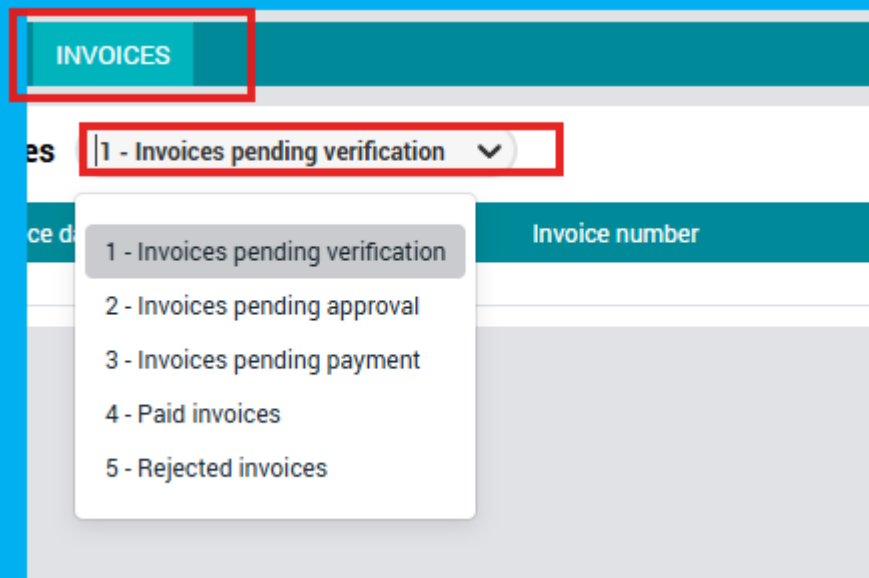 INVOICES
es
1 - Invoices pending verification
ce d
Invoice number
1 - Invoices pending verification
2 - Invoices pending approval
3 - Invoices pending payment
4 - Paid invoices
5 - Rejected invoices